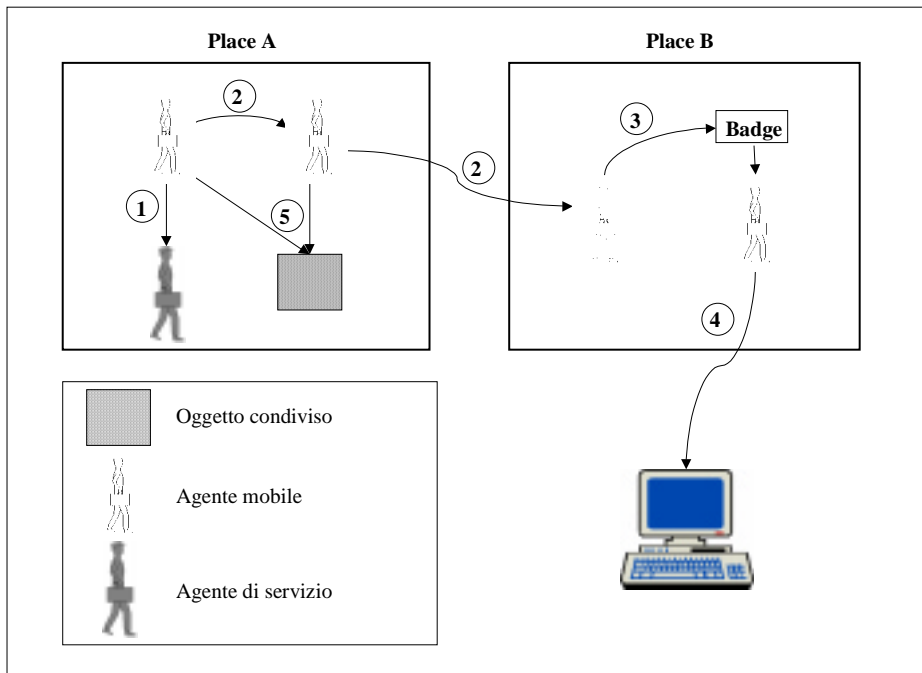 Place A
Place B
2
3
Badge
2
1
5
4
Oggetto condiviso
Agente mobile
Agente di servizio